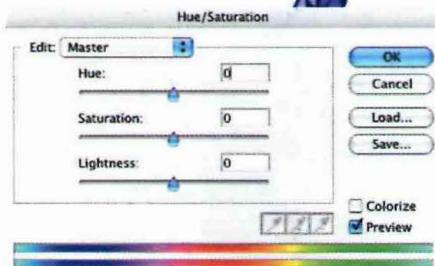 Hue/Saturation
Edit: Master
Hue: 0
Saturation: 0
Lightness: 0
OK
Cancel
Load...
Save...
Colorize
Preview